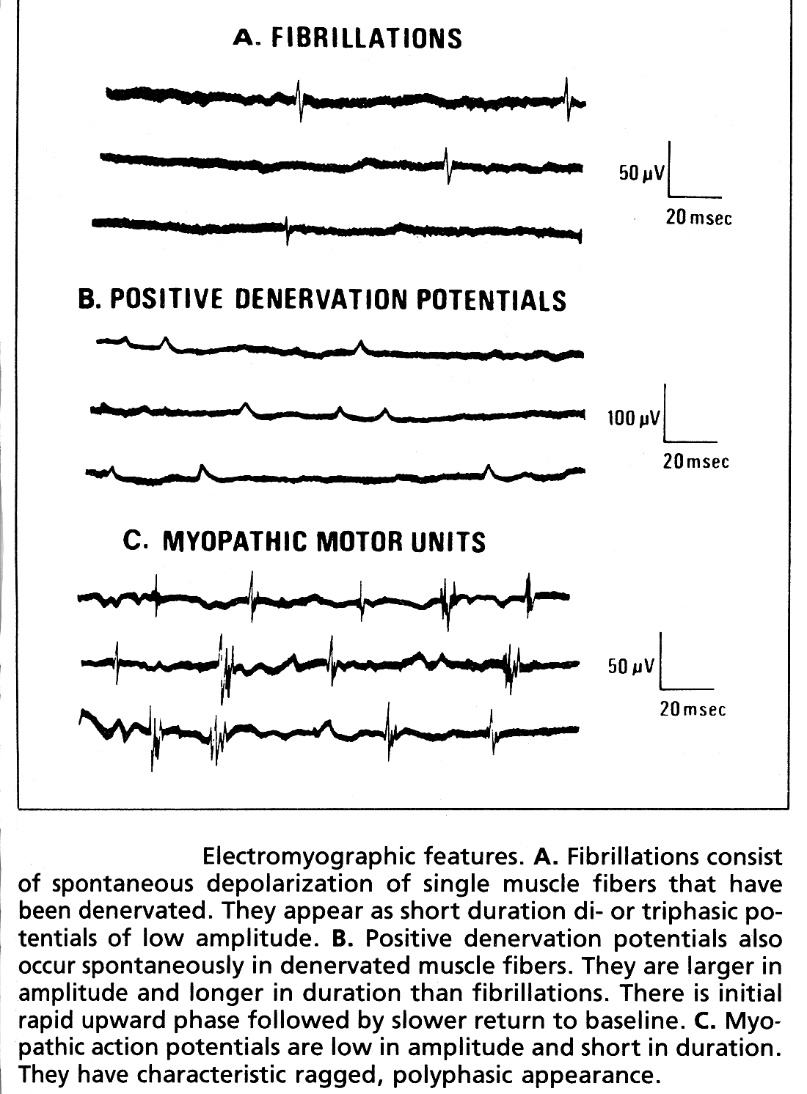 A. FIBRILLATIONS
50 µV
20 msec
B. POSITIVE DENERVATION POTENTIALS
100 µV
20 msec
C. MYOPATHIC MOTOR UNITS
50 µV
20 msec
Electromyographic features. A. Fibrillations consist
of spontaneous depolarization of single muscle fibers that have
been denervated. They appear as short duration di- or triphasic po-
tentials of low amplitude. B. Positive denervation potentials also
occur spontaneously in denervated muscle fibers. They are larger in
amplitude and longer in duration than fibrillations. There is initial
rapid upward phase followed by slower return to baseline. C. Myo-
pathic action potentials are low in amplitude and short in duration.
They have characteristic ragged, polyphasic appearance.